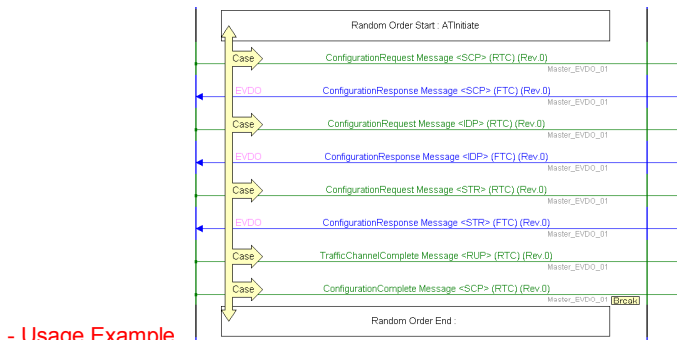 Random Order Start : ATInitiate
Case ConfigurationRequest Message <SCP> (RTC) (Rev.0)
Master_EVDO_01
EVDO ConfigurationResponse Message <SCP> (FTC) (Rev.0)
Master_EVDO_01
Case ConfigurationRequest Message <IDP> (RTC) (Rev.0)
Master_EVDO_01
EVDO ConfigurationResponse Message <IDP> (FTC) (Rev.0)
Master_EVDO_01
Case ConfigurationRequest Message <STR> (RTC) (Rev.0)
Master_EVDO_01
EVDO ConfigurationResponse Message <STR> (FTC) (Rev.0)
Master_EVDO_01
Case TrafficChannelComplete Message <RUP> (RTC) (Rev.0)
Master_EVDO_01
Case ConfigurationComplete Message <SCP> (RTC) (Rev.0)
Master_EVDO_01 Break
Random Order End :
- Usage Example